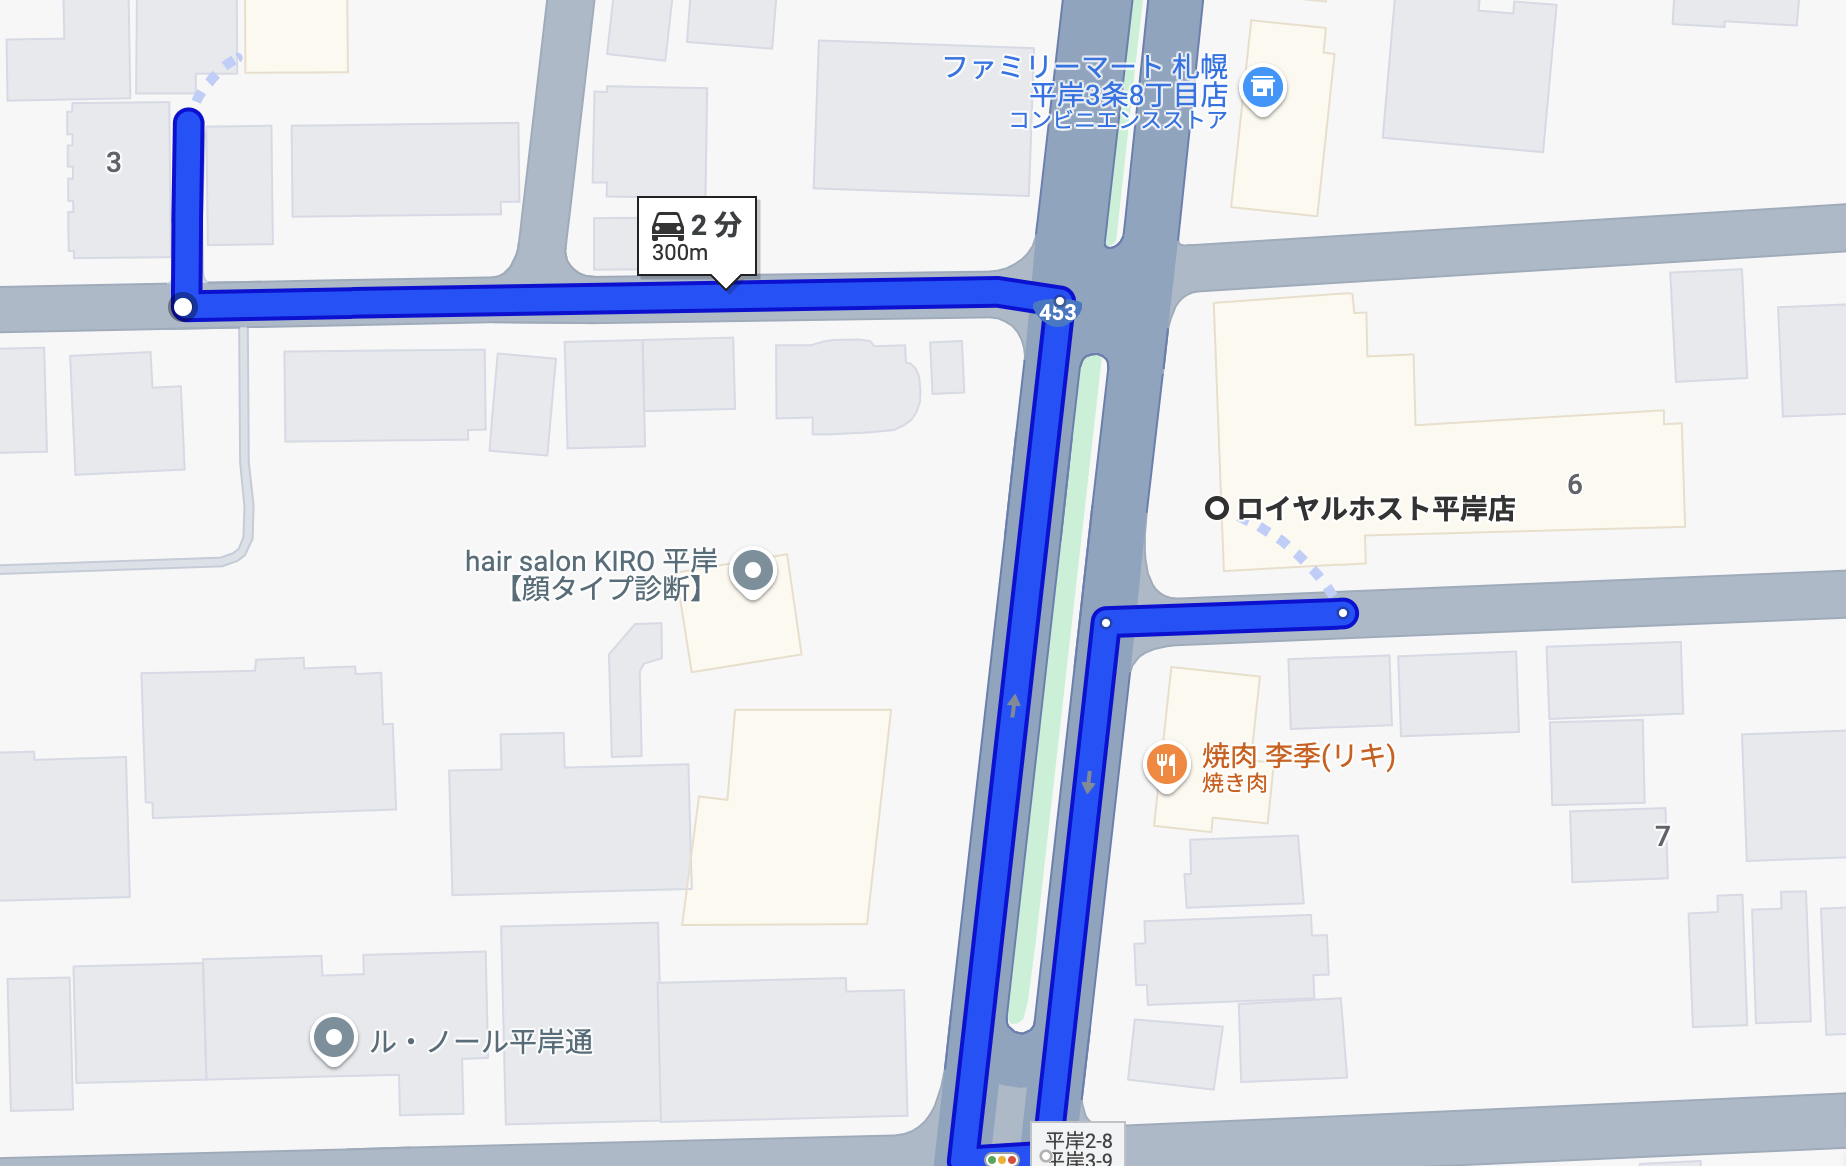 ファミリーマート 札幌
平岸3条8丁目店
コンビニエンスストア
3
2 分
300m
453
6
ロイヤルホスト平岸店
hair salon KIRO 平岸
【顔タイプ診断】
焼肉 李季(リキ)
焼き肉
7
ル・ノール平岸通
平岸2-8
平岸3-9